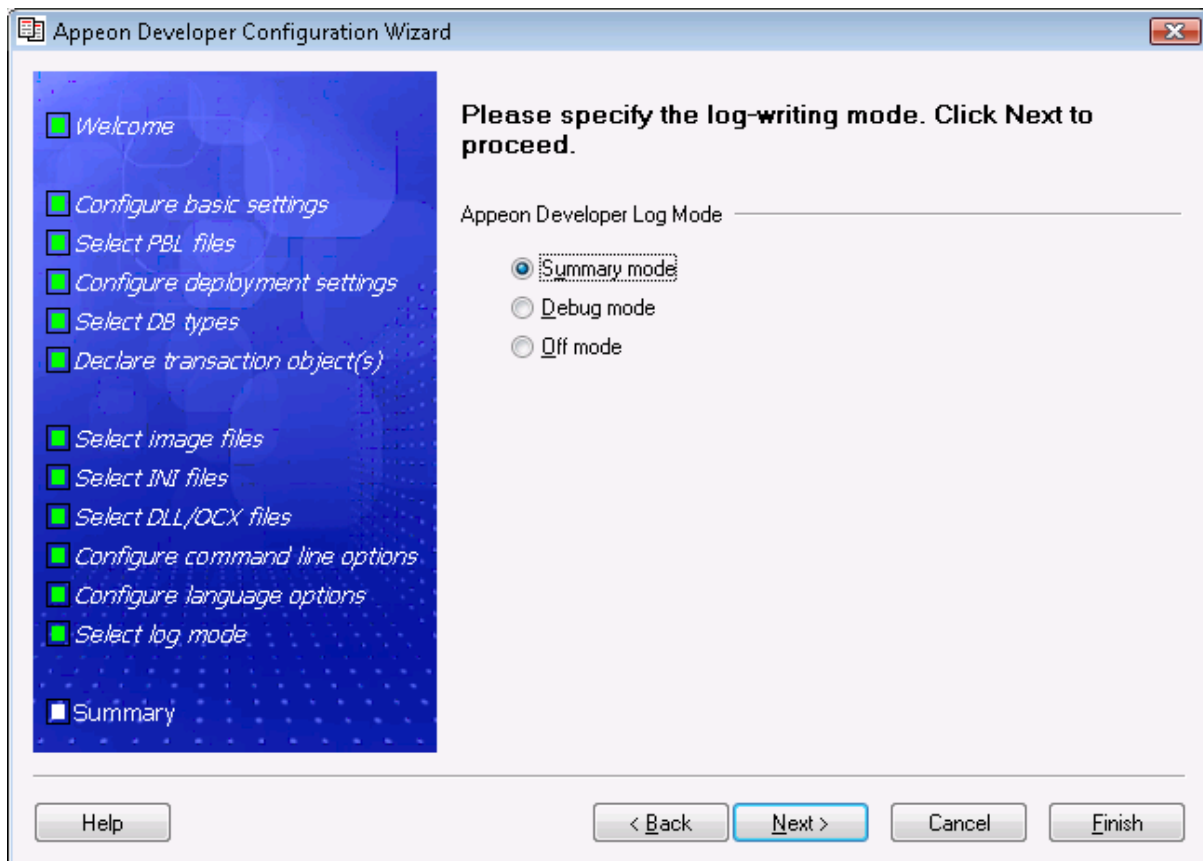 Appeon Developer Configuration Wizard
Welcome
Configure basic settings
Select PBL files
Configure deployment settings
Select DB types
Declare transaction object(s)
Select image files
Select INI files
Select DLL/OCX files
Configure command line options
Configure language options
Select log mode
Summary
Please specify the log-writing mode. Click Next to
proceed.
Appeon Developer Log Mode
Summary mode
Debug mode
Off mode
Help
< Back
Next >
Cancel
Finish